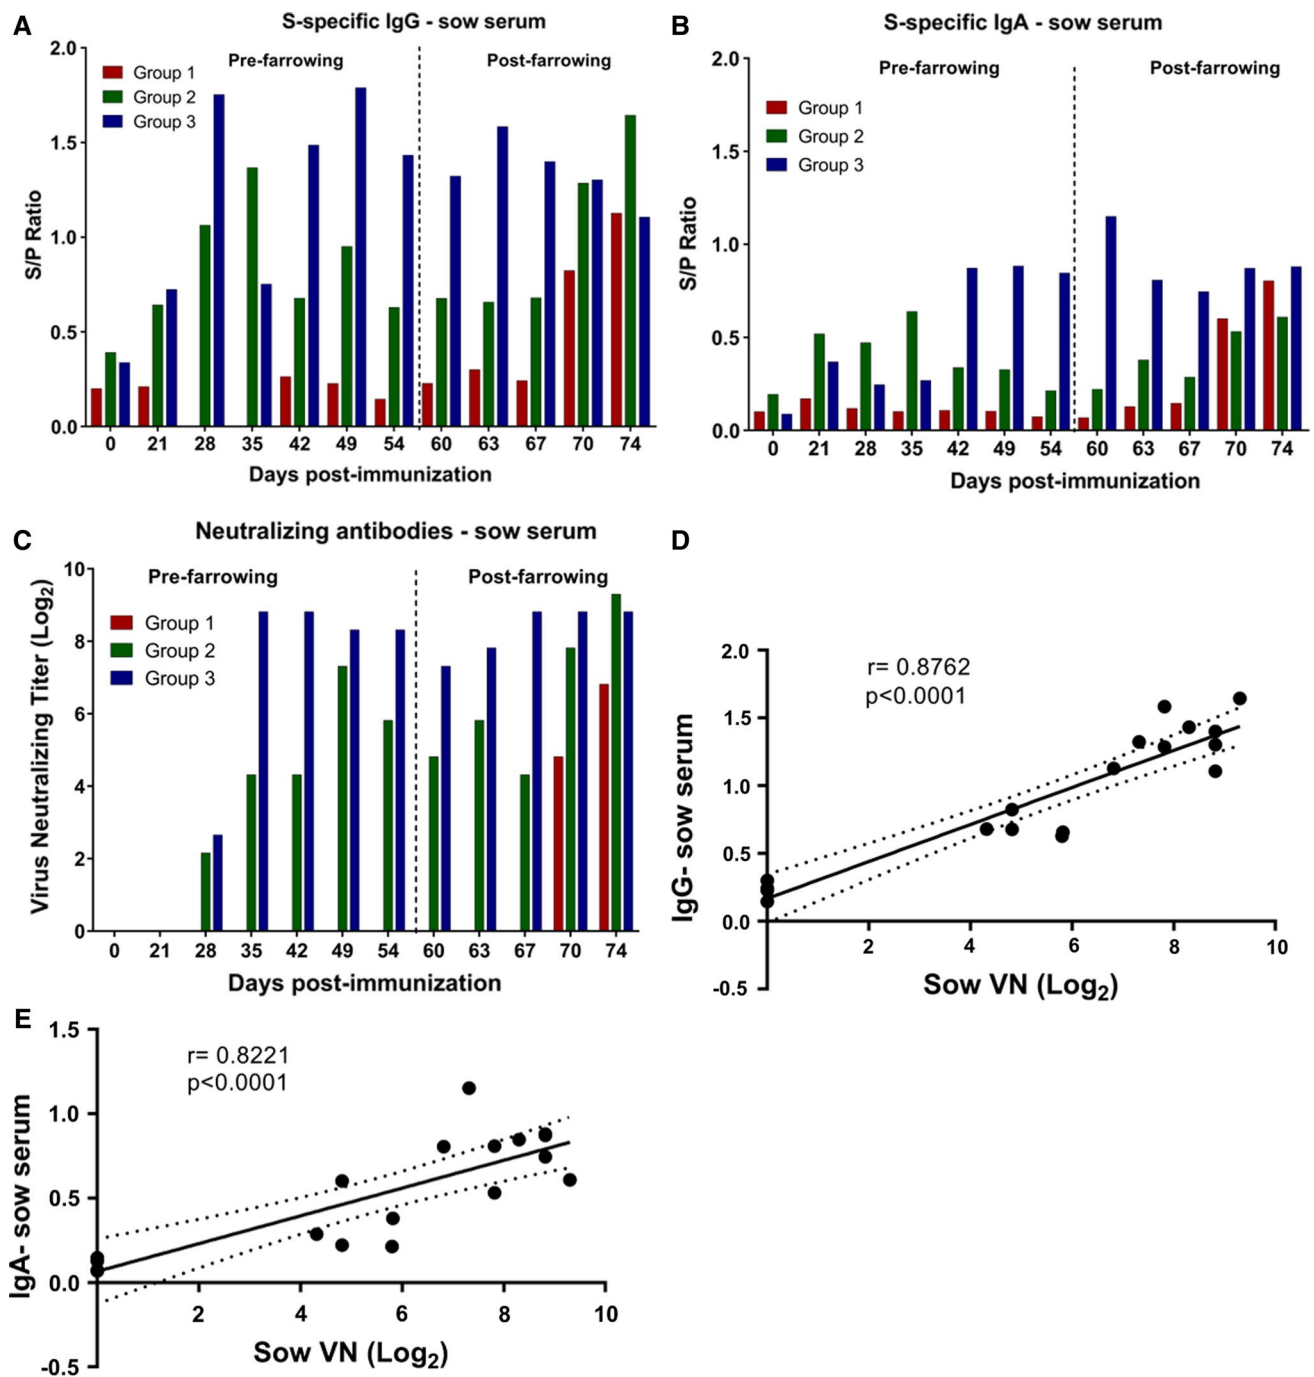 A
S-specific IgG - sow serum
Pre-farrowing
Post-farrowing
Group 1
Group 2
Group 3
2.0
1.5
1.0
0.5
0.0
S/P Ratio
0 21 28 35 42 49 54 60 63 67 70 74
Days post-immunization
B
S-specific IgA - sow serum
Pre-farrowing
Post-farrowing
Group 1
Group 2
Group 3
2.0
1.5
1.0
0.5
0.0
S/P Ratio
0 21 28 35 42 49 54 60 63 67 70 74
Days post-immunization
C
Neutralizing antibodies - sow serum
Pre-farrowing
Post-farrowing
Group 1
Group 2
Group 3
10
8
6
4
2
0
Virus Neutralizing Titer (Log2)
0 21 28 35 42 49 54 60 63 67 70 74
Days post-immunization
D
r= 0.8762
p<0.0001
2.0
1.5
1.0
0.5
0.0
-0.5
IgG- sow serum
2 4 6 8 10
Sow VN (Log2)
E
r= 0.8221
p<0.0001
1.5
1.0
0.5
0.0
-0.5
IgA- sow serum
2 4 6 8 10
Sow VN (Log2)